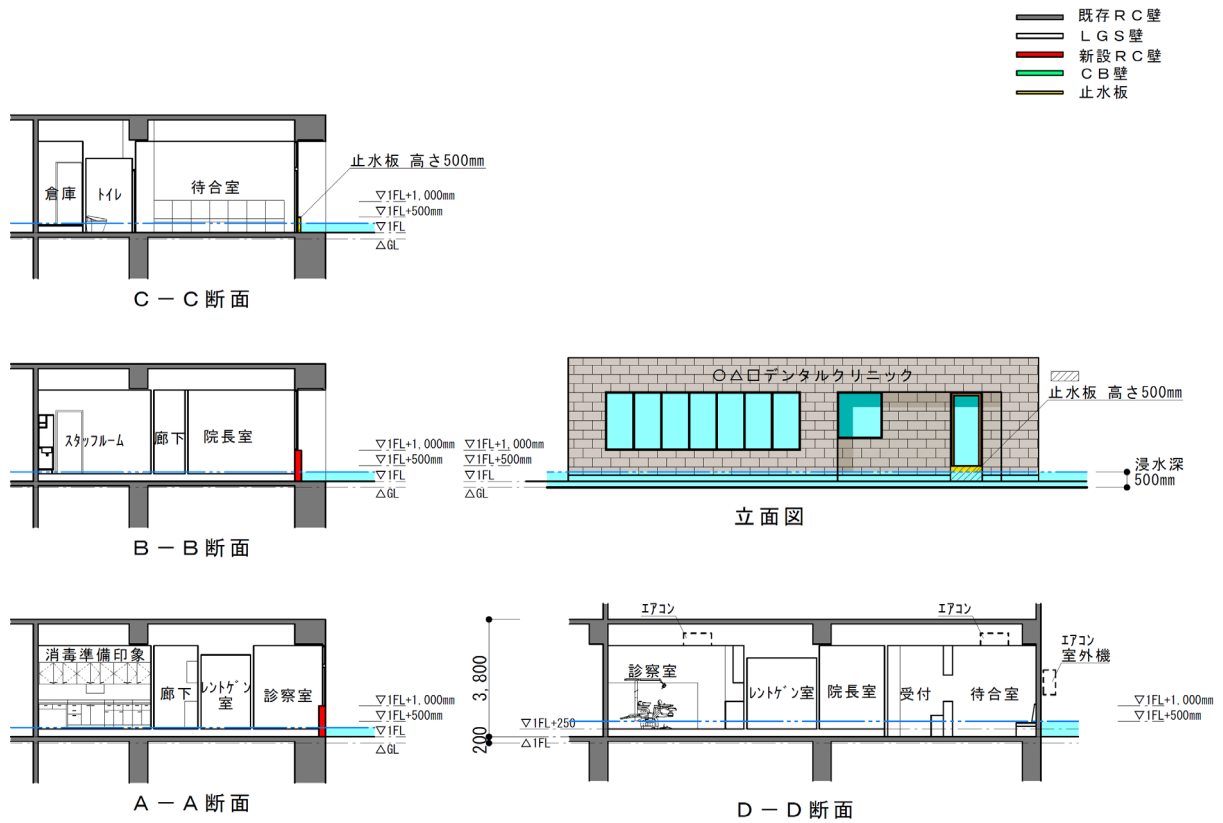 既存ＲＣ壁
ＬＧＳ壁
新設ＲＣ壁
ＣＢ壁
止水板
止水板 高さ500mm
倉庫
ﾄｲﾚ
待合室
▽1FL+1,000mm
▽1FL+500mm
▽1FL
△GL
Ｃ－Ｃ断面
スタッフルーム
廊下
院長室
▽1FL+1,000mm
▽1FL+500mm
▽1FL
△GL
Ｂ－Ｂ断面
○△口デンタルクリニック
止水板 高さ500mm
▽1FL+1,000mm
▽1FL+500mm
▽1FL
△GL
浸水深
500mm
立面図
消毒準備印象
廊下
ﾚﾝﾄｹﾞﾝ
室
診察室
▽1FL+1,000mm
▽1FL+500mm
▽1FL
△GL
Ａ－Ａ断面
3,800
200
ｴｱｺﾝ
ｴｱｺﾝ
ｴｱｺﾝ
室外機
診察室
ﾚﾝﾄｹﾞﾝ室
院長室
受付
待合室
▽1FL+250
△1FL
▽1FL+1,000mm
▽1FL+500mm
Ｄ－Ｄ断面